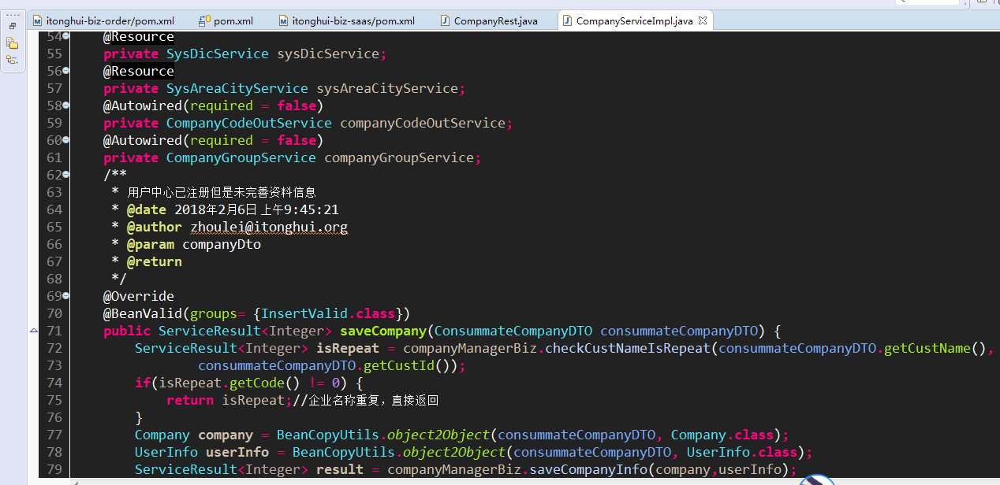 itonghui-biz-order/pom.xml pom.xml itonghui-biz-saas/pom.xml CompanyRest.java CompanyServiceImpl.java
54 @Resource
55 private SysDicService sysDicService;
56 @Resource
57 private SysAreaCityService sysAreaCityService;
58 @Autowired(required = false)
59 private CompanyCodeOutService companyCodeOutService;
60 @Autowired(required = false)
61 private CompanyGroupService companyGroupService;
62 /**
63 * 用户中心已注册但是未完善资料信息
64 * @date 2018年2月6日 上午9:45:21
65 * @author zhoulei@itonghui.org
66 * @param companyDto
67 * @return
68 */
69 @Override
70 @BeanValid(groups= {InsertValid.class})
71 public ServiceResult<Integer> saveCompany(ConsummateCompanyDTO consummateCompanyDTO) {
72 ServiceResult<Integer> isRepeat = companyManagerBiz.checkCustNameIsRepeat(consummateCompanyDTO.getCustName(),
73 consummateCompanyDTO.getCustId());
74 if(isRepeat.getCode() != 0) {
75 return isRepeat;//企业名称重复，直接返回
76 }
77 Company company = BeanCopyUtils.object2Object(consummateCompanyDTO, Company.class);
78 UserInfo userInfo = BeanCopyUtils.object2Object(consummateCompanyDTO, UserInfo.class);
79 ServiceResult<Integer> result = companyManagerBiz.saveCompanyInfo(company,userInfo);